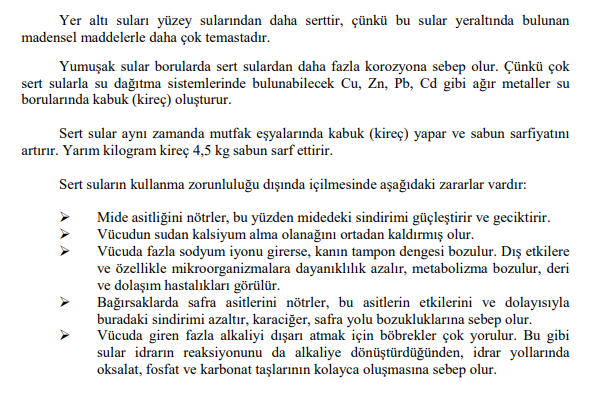 Yer altı suları yüzey sularından daha serttir, çünkü bu sular yeraltında bulunan
madensel maddelerle daha çok temastadır.
Yumuşak sular borularda sert sulardan daha fazla korozyona sebep olur. Çünkü çok
sert sularla su dağıtma sistemlerinde bulunabilecek Cu, Zn, Pb, Cd gibi ağır metaller su
borularında kabuk (kireç) oluşturur.
Sert sular aynı zamanda mutfak eşyalarında kabuk (kireç) yapar ve sabun sarfiyatını
artırır. Yarım kilogram kireç 4,5 kg sabun sarf ettirir.
Sert suların kullanma zorunluluğu dışında içilmesinde aşağıdaki zararlar vardır:
➢ Mide asitliğini nötrler, bu yüzden midedeki sindirimi güçleştirir ve geciktirir.
➢ Vücudun sudan kalsiyum alma olanağını ortadan kaldırmış olur.
➢ Vücuda fazla sodyum iyonu girerse, kanın tampon dengesi bozulur. Dış etkilere
ve özellikle mikroorganizmalara dayanıklılık azalır, metabolizma bozulur, deri
ve dolaşım hastalıkları görülür.
➢ Bağırsaklarda safra asitlerini nötrler, bu asitlerin etkilerini ve dolayısıyla
buradaki sindirimi azaltır, karaciğer, safra yolu bozukluklarına sebep olur.
➢ Vücuda giren fazla alkaliyi dışarı atmak için böbrekler çok yorulur. Bu gibi
sular idrarın reaksiyonunu da alkaliye dönüştürdüğünden, idrar yollarında
oksalat, fosfat ve karbonat taşlarının kolayca oluşmasına sebep olur.